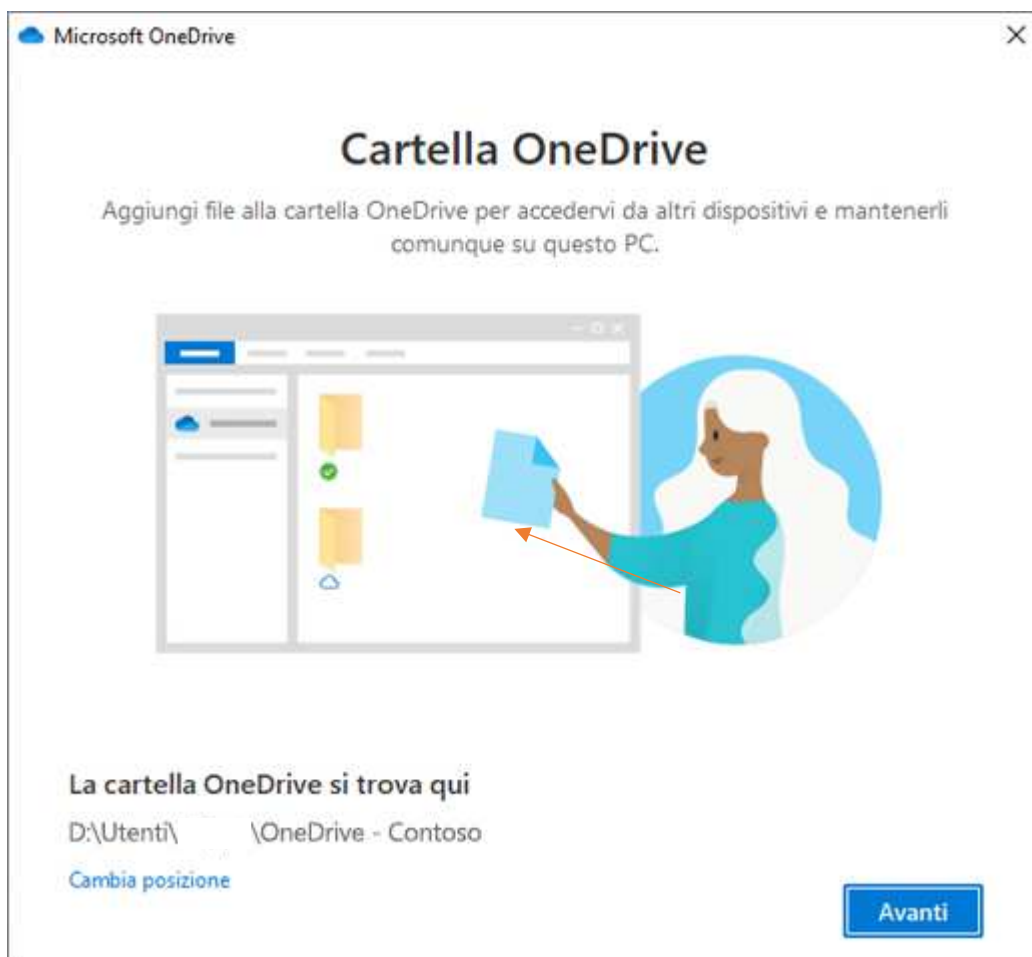 Microsoft OneDrive
Cartella OneDrive
Aggiungi file alla cartella OneDrive per accedervi da altri dispositivi e mantenerli
comunque su questo PC.
La cartella OneDrive si trova qui
D:\Utenti\ \OneDrive - Contoso
Cambia posizione
Avanti